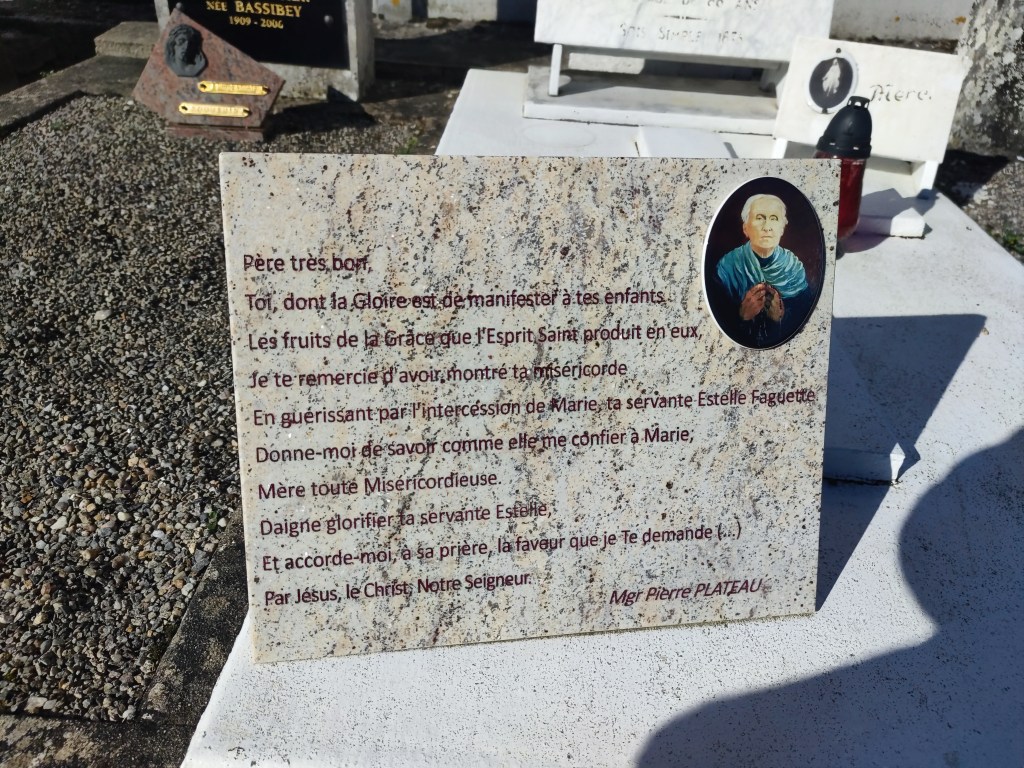 NÉE BASSIBEY
1909 - 2006
Mère.
Père très bon,
Toi, dont la Gloire est de manifester à tes enfants
Les fruits de la Grâce que l'Esprit Saint produit en eux,
Je te remercie d'avoir montré ta miséricorde
En guérissant par l'intercession de Marie, ta servante Estelle Faguette
Donne-moi de savoir comme elle me confier à Marie,
Mère toute Miséricordieuse.
Daigne glorifier ta servante Estelle,
Et accorde-moi, à sa prière, la faveur que je Te demande (...)
Par Jésus, le Christ, Notre Seigneur.
Mgr Pierre PLATEAU